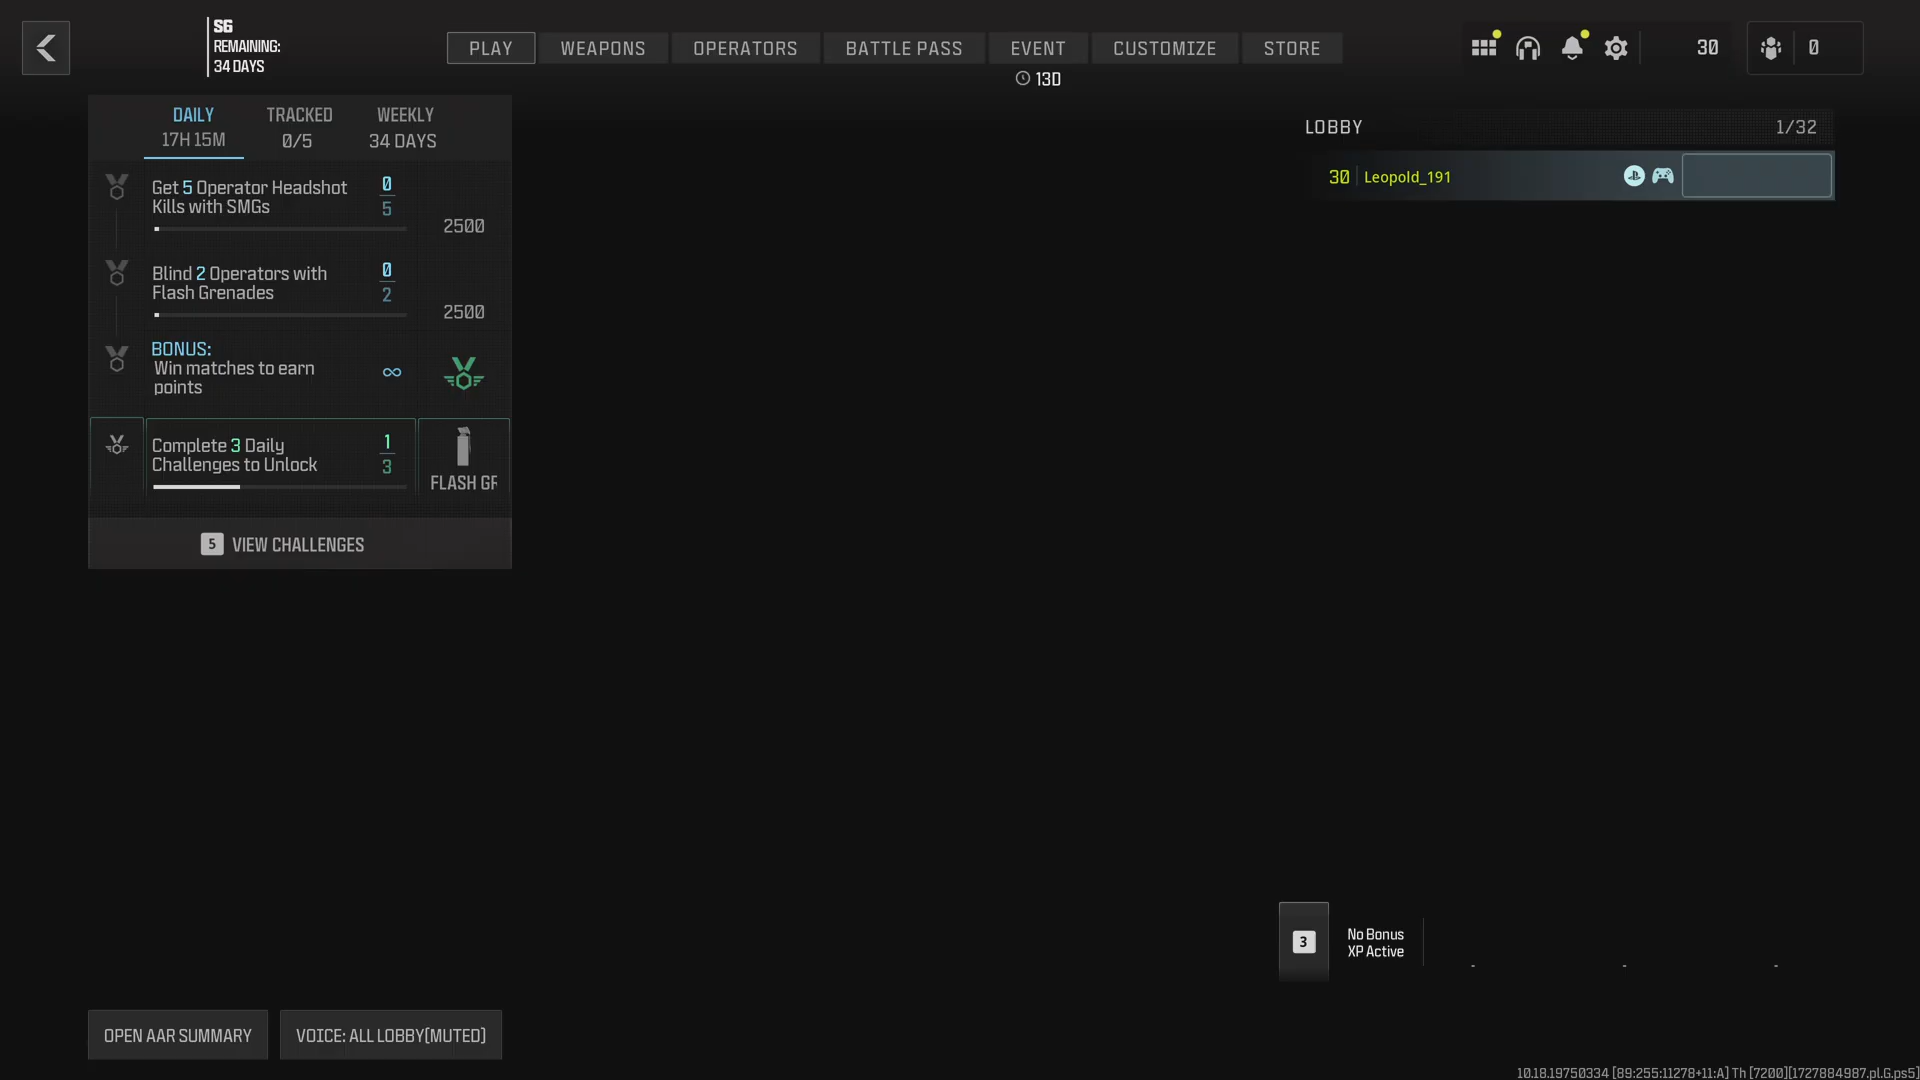 S6
REMAINING:
34 DAYS
PLAY
WEAPONS
OPERATORS
BATTLE PASS
EVENT
CUSTOMIZE
STORE
13D
30
0
DAILY
17H 15M
TRACKED
0/5
WEEKLY
34 DAYS
Get 5 Operator Headshot
Kills with SMGs
0
5
2500
Blind 2 Operators with
Flash Grenades
0
2
2500
BONUS:
Win matches to earn
points
∞
Complete 3 Daily
Challenges to Unlock
1
3
FLASH GR
5 VIEW CHALLENGES
LOBBY
1/32
30 Leopold_191
3
No Bonus
XP Active
-
-
-
OPEN AAR SUMMARY
VOICE: ALL LOBBY(MUTED)
10.18.19750334 [89:255:11278+11:A] Th [7200][1727884987.pl.G.ps5]